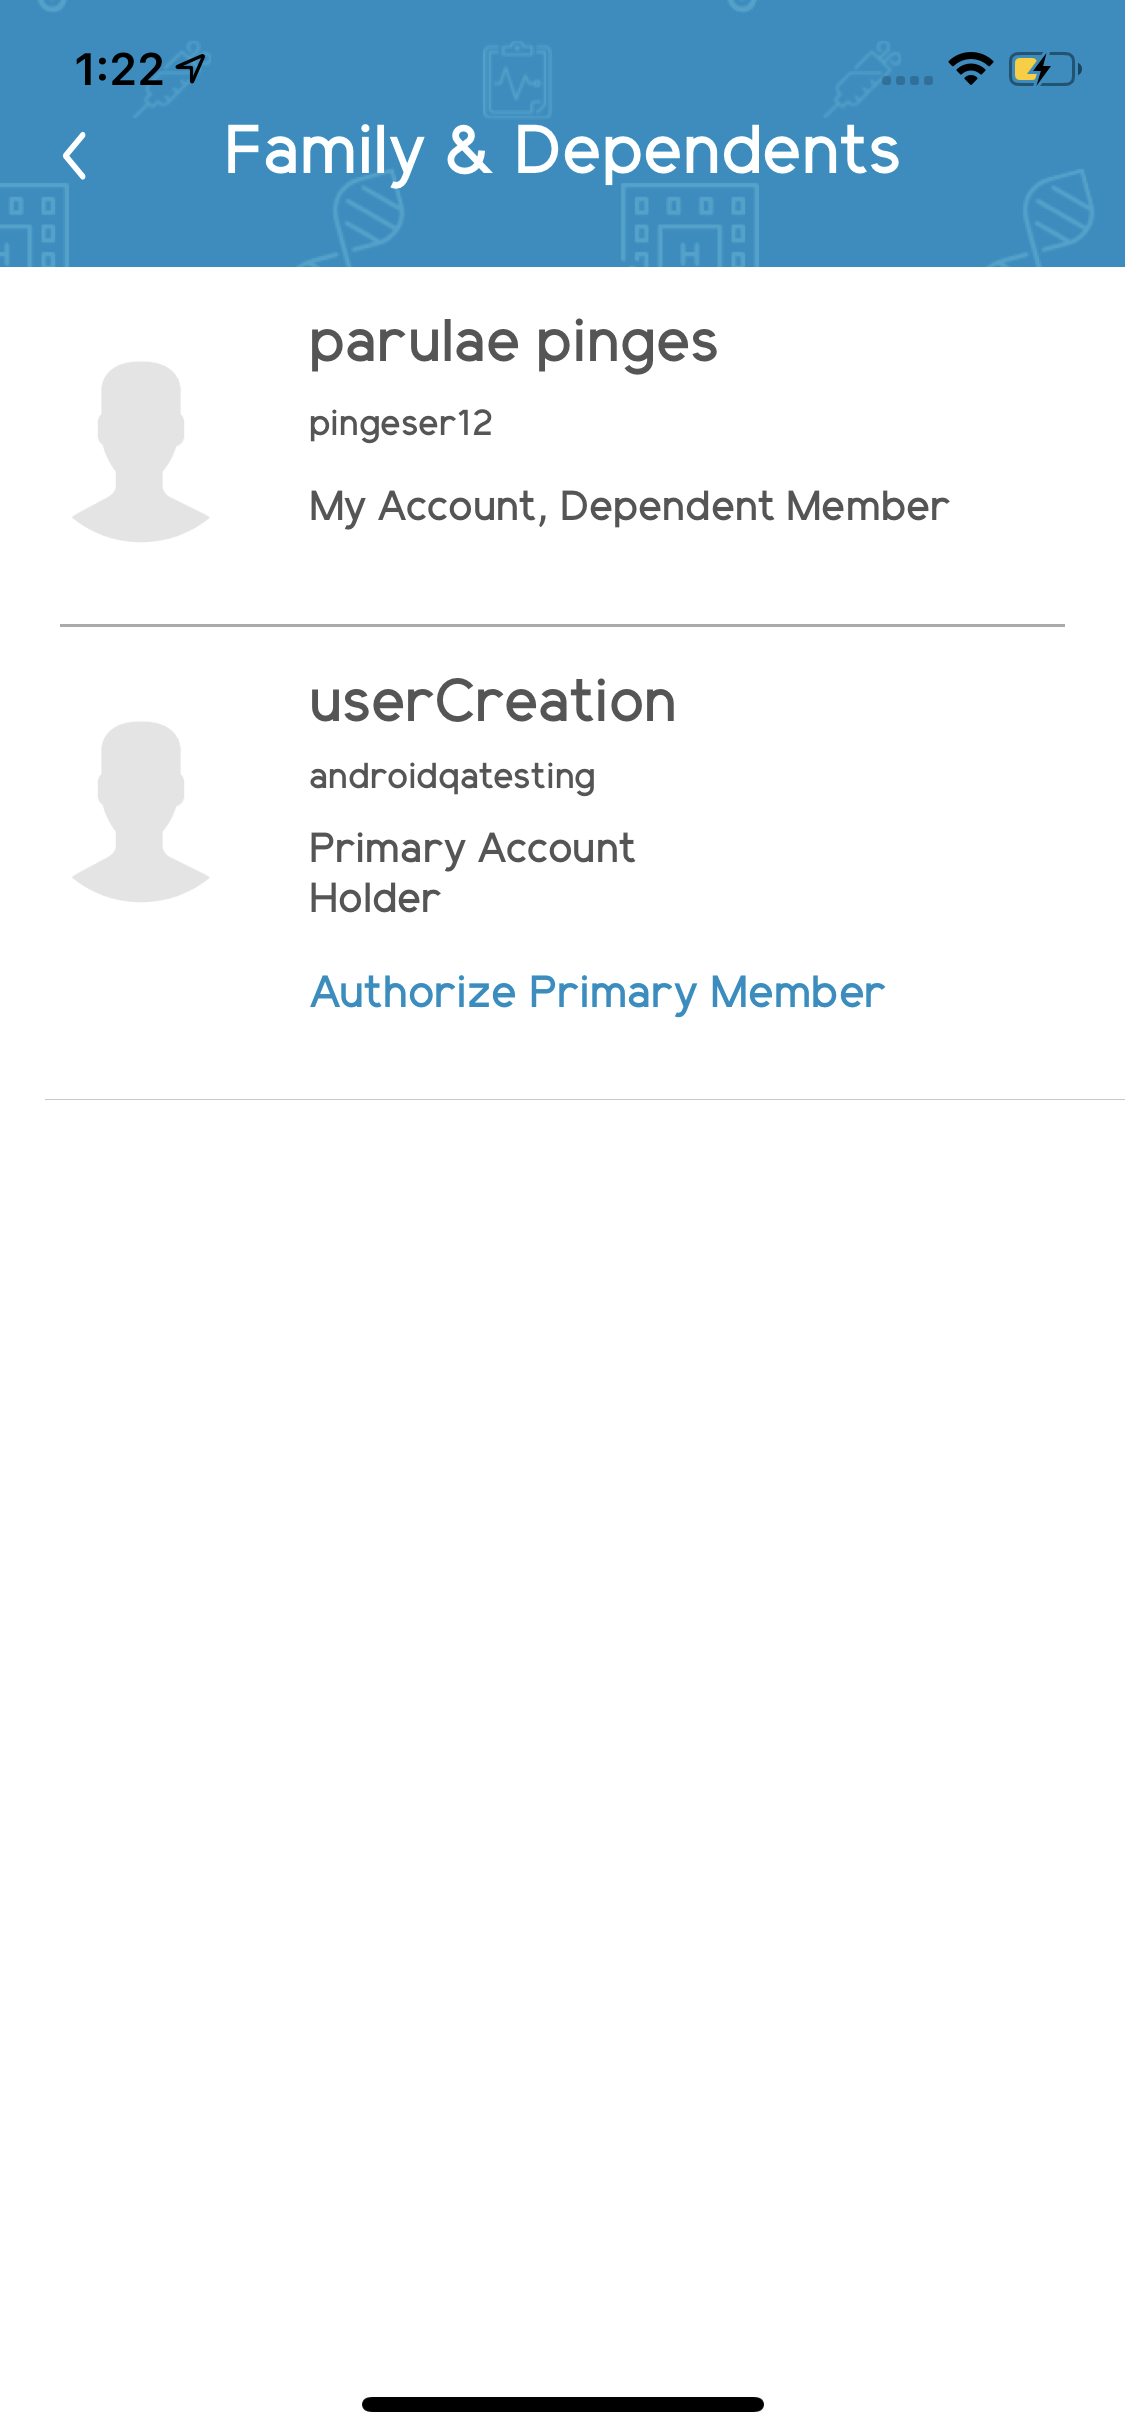 1:22
Family & Dependents
parulae pinges
pingeser12
My Account, Dependent Member
userCreation
androidqatesting
Primary Account
Holder
Authorize Primary Member